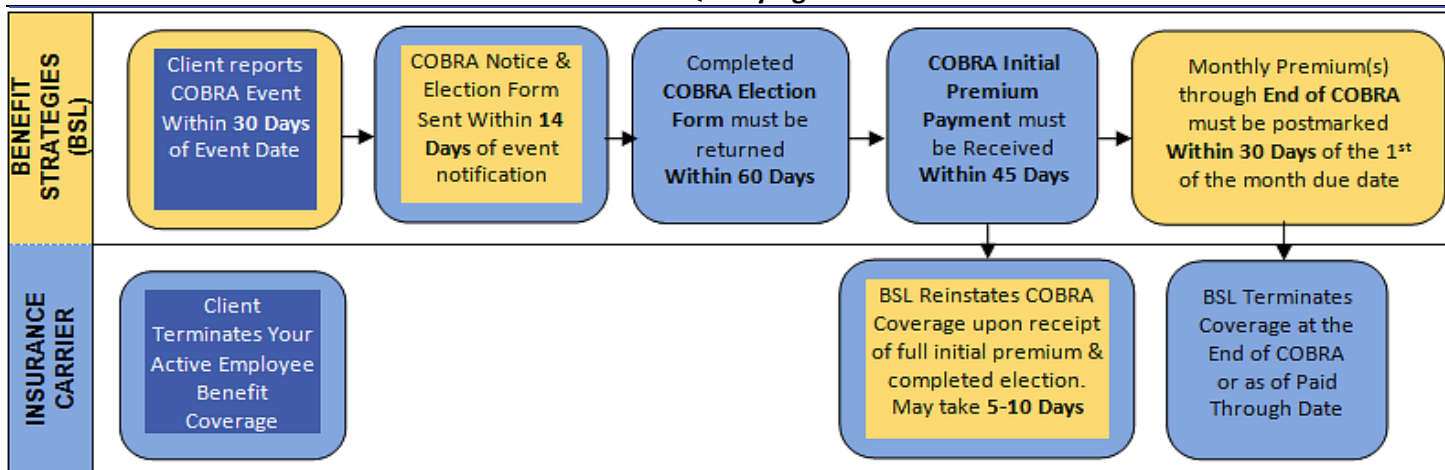 BENEFIT
STRATEGIES
(BSL)
Client reports
COBRA Event
Within 30 Days
of Event Date
COBRA Notice &
Election Form
Sent Within 14
Days of event
notification
Completed
COBRA Election
Form must be
returned
Within 60 Days
COBRA Initial
Premium
Payment must
be Received
Within 45 Days
Monthly Premium(s)
through End of COBRA
must be postmarked
Within 30 Days of the 1st
of the month due date
INSURANCE
CARRIER
Client
Terminates Your
Active Employee
Benefit
Coverage
BSL Reinstates COBRA
Coverage upon receipt
of full initial premium &
completed election.
May take 5-10 Days
BSL Terminates
Coverage at the
End of COBRA
or as of Paid
Through Date